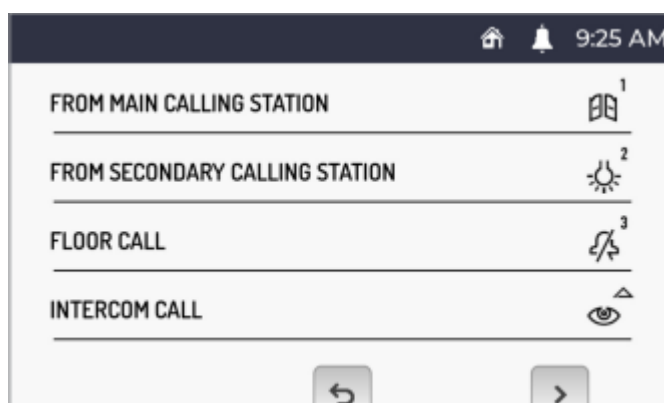 9:25 AM
FROM MAIN CALLING STATION 1
FROM SECONDARY CALLING STATION 2
FLOOR CALL 3
INTERCOM CALL